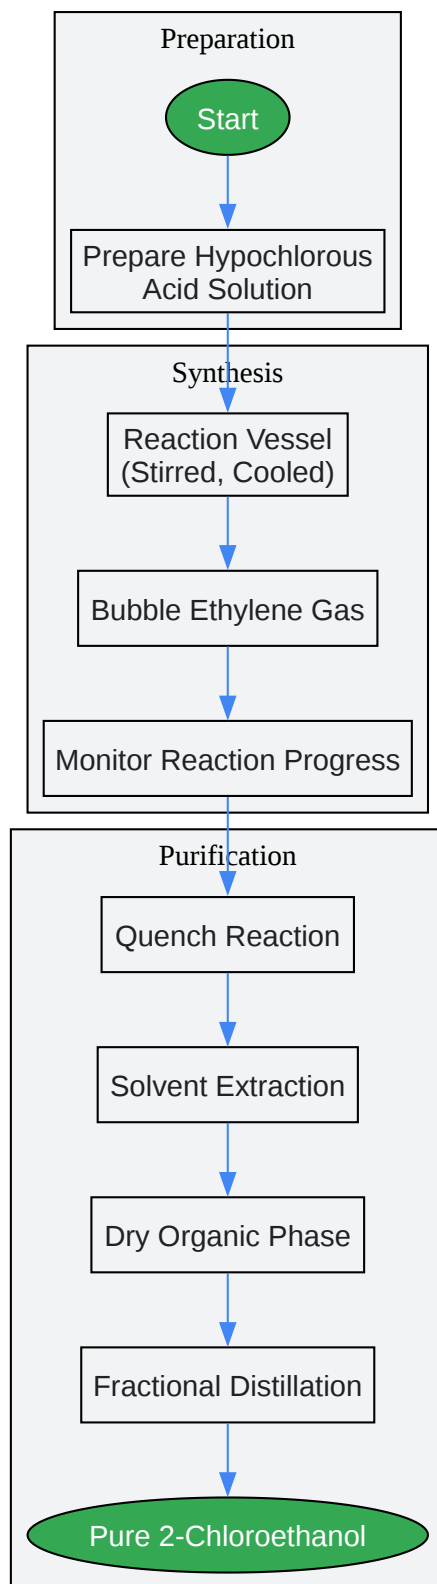 Preparation
Start
Prepare Hypochlorous
Acid Solution
Synthesis
Reaction Vessel
(Stirred, Cooled)
Bubble Ethylene Gas
Monitor Reaction Progress
Purification
Quench Reaction
Solvent Extraction
Dry Organic Phase
Fractional Distillation
Pure 2-Chloroethanol